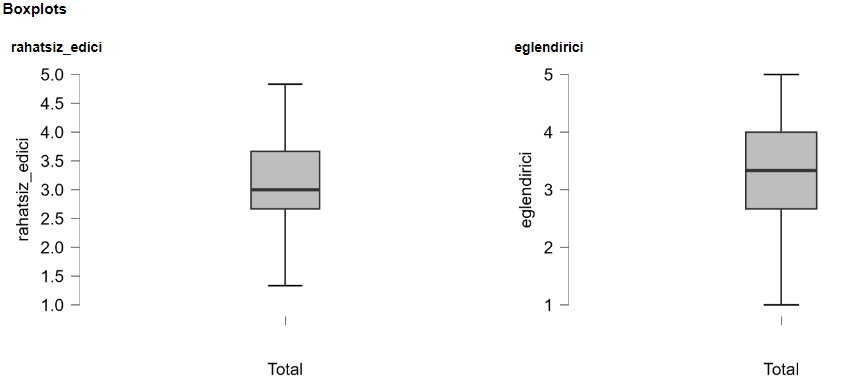 Boxplots
rahatsiz_edici
rahatsiz_edici
5.0
4.5
4.0
3.5
3.0
2.5
2.0
1.5
1.0
Total
eglendirici
eglendirici
5
4
3
2
1
Total